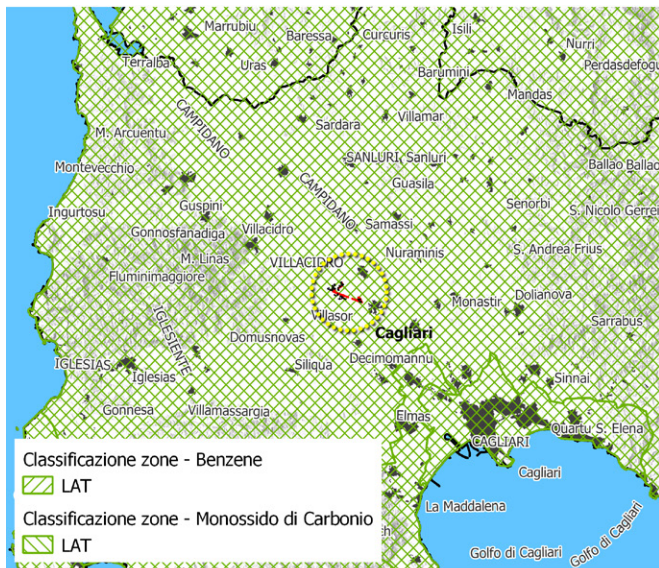 Marrubiu
Baressa
Curcuris
Isili
Nurri
Terralba
Uras
Barumini
Perdasdefogu
Mandas
CAMPIDANO
Sardara
Villamar
M. Arcuentu
SANLURI
Sanluri
Montevecchio
Guasila
Ballao
Ballao
CAMPIDANO
Ingurtosu
Guspini
Senorbi
S. Nicolo Gerrei
Gonnosfanadiga
Villacidro
Samassi
M. Linas
VILLACIDRO
Nuraminis
S. Andrea Frius
Fluminimaggiore
IGLESIENTE
Villasor
Monastir
Dolianova
Sarrabus
Domusnovas
Cagliari
IGLESIAS
Iglesias
Siliqua
Decimomannu
Sinnai
Gonnesa
Villamassargia
Elmas
Quartu S. Elena
CAGLIARI
Cagliari
La Maddalena
Golfo di Cagliari
Golfo di Cagliari
Classificazione zone - Benzene
LAT
Classificazione zone - Monossido di Carbonio
LAT